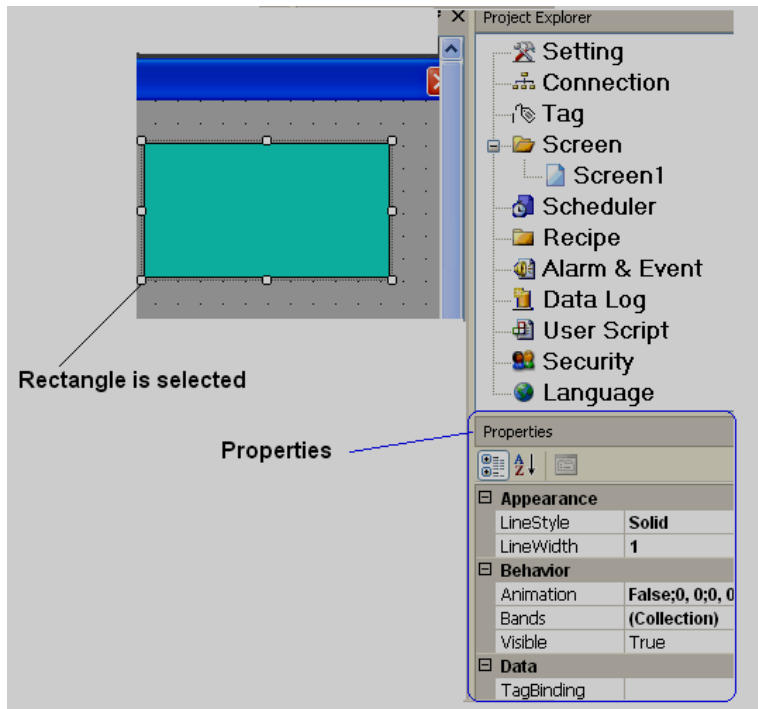 Project Explorer
Setting
Connection
Tag
Screen
Screen1
Scheduler
Recipe
Alarm & Event
Data Log
User Script
Security
Language
Rectangle is selected
Properties
Properties
Appearance
LineStyle Solid
LineWidth 1
Behavior
Animation False;0, 0;0, 0
Bands (Collection)
Visible True
Data
TagBinding